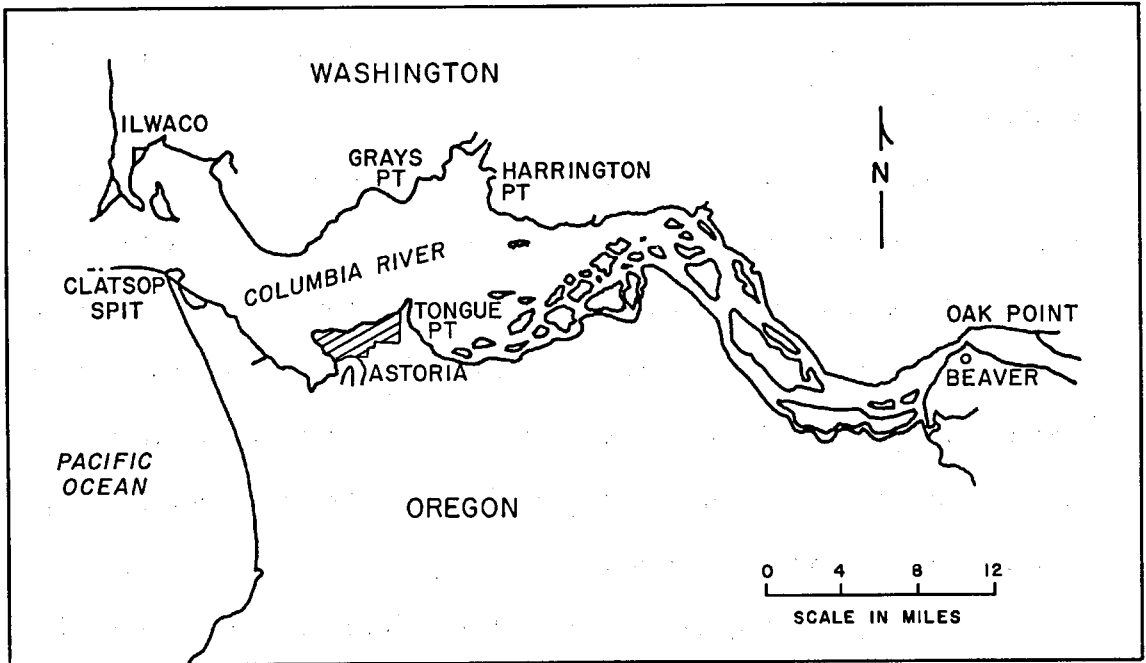 WASHINGTON
ILWACO
GRAYS
PT
HARRINGTON
PT
N
COLUMBIA RIVER
CLATSOP
SPIT
TONGUE
PT
ASTORIA
OAK POINT
BEAVER
PACIFIC
OCEAN
OREGON
0 4 8 12
SCALE IN MILES